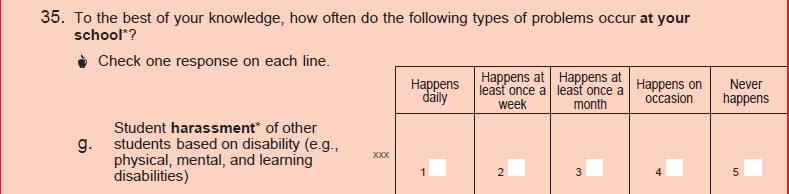 35. To the best of your knowledge, how often do the following types of problems occur at your
school*?
Check one response on each line.
Happens
daily
Happens at
least once a
week
Happens at
least once a
month
Happens on
occasion
Never
happens
g. Student harassment* of other
students based on disability (e.g.,
physical, mental, and learning
disabilities)
xxx
1 2 3 4 5